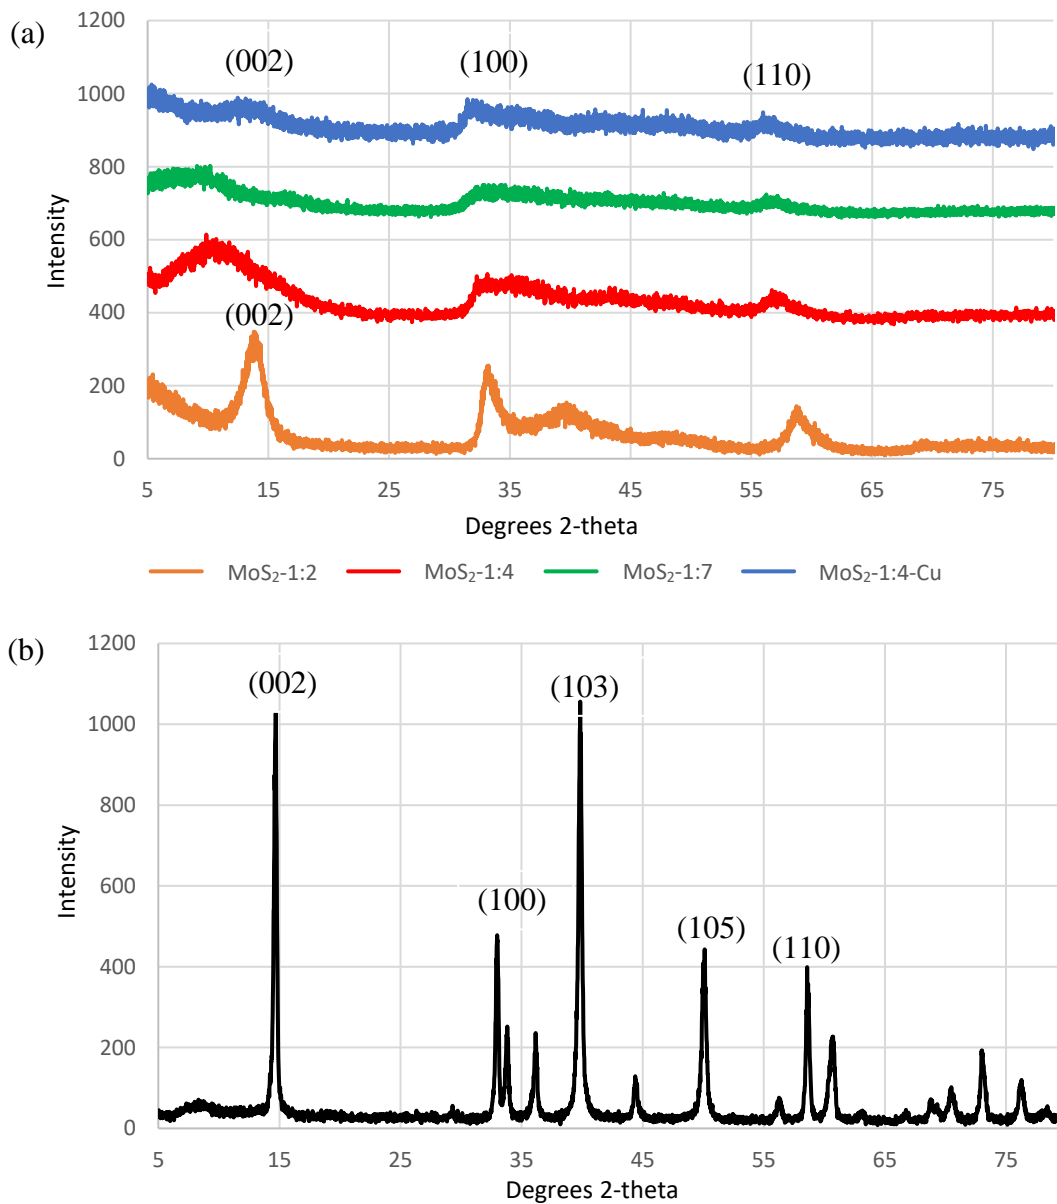 (a)
1200
1000
800
600
400
200
0
Intensity
(002)
(100)
(110)
(002)
5 15 25 35 45 55 65 75
Degrees 2-theta
MoS₂-1:2 MoS₂-1:4 MoS₂-1:7 MoS₂-1:4-Cu
(b)
1200
1000
800
600
400
200
0
Intensity
(002)
(100)
(103)
(105)
(110)
5 15 25 35 45 55 65 75
Degrees 2-theta